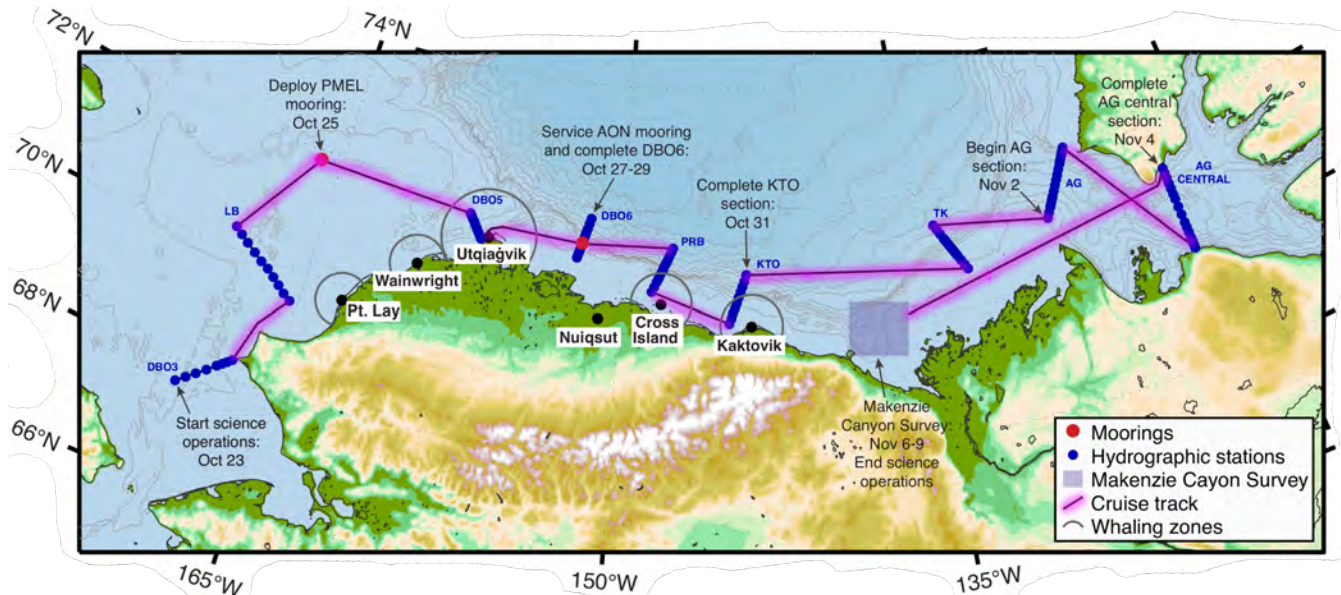 72°N
74°N
70°N
68°N
66°N
165°W
150°W
135°W
Deploy PMEL
mooring:
Oct 25
Service AON mooring
and complete DBO6:
Oct 27-29
Complete KTO
section:
Oct 31
Begin AG
section:
Nov 2
Complete
AG central
section:
Nov 4
LB
DBO5
DBO6
PRB
KTO
TK
AG
AG
CENTRAL
DBO3
Utqiaġvik
Wainwright
Pt. Lay
Nuiqsut
Cross
Island
Kaktovik
Start science
operations:
Oct 23
Makenzie
Canyon Survey:
Nov 6-9
End science
operations
Moorings
Hydrographic stations
Makenzie Cayon Survey
Cruise track
Whaling zones